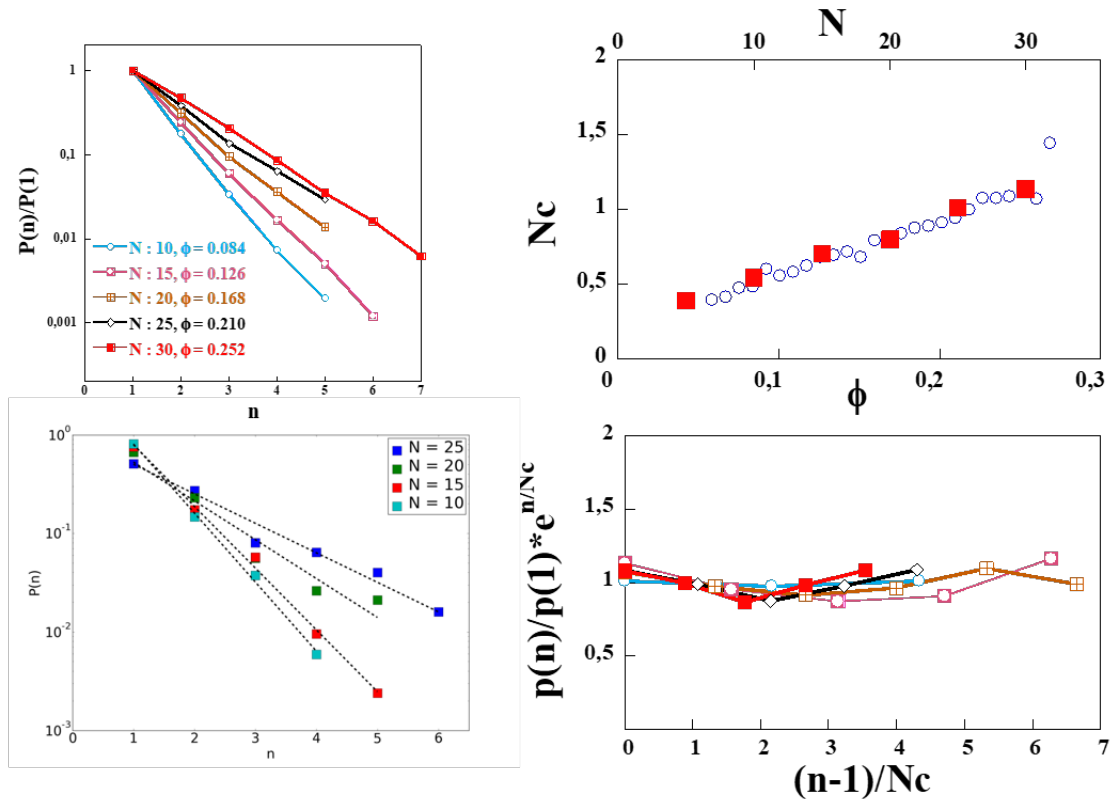 1
0,1
0,01
0,001
P(n)/P(1)
N : 10, ϕ = 0.084
N : 15, ϕ = 0.126
N : 20, ϕ = 0.168
N : 25, ϕ = 0.210
N : 30, ϕ = 0.252
0 1 2 3 4 5 6 7
n
N
0 10 20 30
2
1,5
1
0,5
0
Nc
0,1 0,2 0,3
ϕ
10^0
10^-1
10^-2
10^-3
P(n)
N = 25
N = 20
N = 15
N = 10
0 1 2 3 4 5 6
n
2
1,5
1
0,5
p(n)/p(1)*e^n/Nc
0 1 2 3 4 5 6 7
(n-1)/Nc